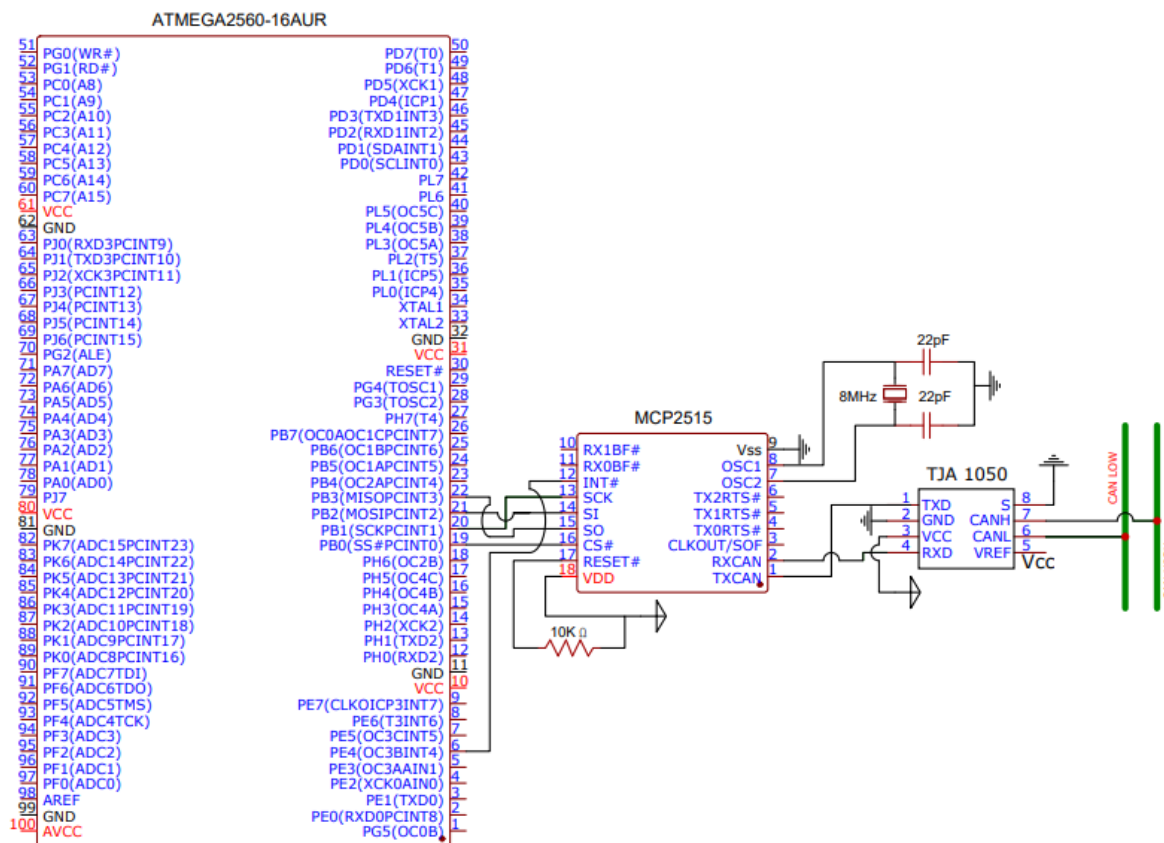 ATMEGA2560-16AUR
51 PG0(WR#)
52 PG1(RD#)
53 PC0(A8)
54 PC1(A9)
55 PC2(A10)
56 PC3(A11)
57 PC4(A12)
58 PC5(A13)
59 PC6(A14)
60 PC7(A15)
61 VCC
62 GND
63 PJ0(RXD3PCINT9)
64 PJ1(TXD3PCINT10)
65 PJ2(XCK3PCINT11)
66 PJ3(PCINT12)
67 PJ4(PCINT13)
68 PJ5(PCINT14)
69 PJ6(PCINT15)
70 PG2(ALE)
71 PA7(AD7)
72 PA6(AD6)
73 PA5(AD5)
74 PA4(AD4)
75 PA3(AD3)
76 PA2(AD2)
77 PA1(AD1)
78 PA0(AD0)
79 PJ7
80 VCC
81 GND
82 PK7(ADC15PCINT23)
83 PK6(ADC14PCINT22)
84 PK5(ADC13PCINT21)
85 PK4(ADC12PCINT20)
86 PK3(ADC11PCINT19)
87 PK2(ADC10PCINT18)
88 PK1(ADC9PCINT17)
89 PK0(ADC8PCINT16)
90 PF7(ADC7TDI)
91 PF6(ADC6TDO)
92 PF5(ADC5TMS)
93 PF4(ADC4TCK)
94 PF3(ADC3)
95 PF2(ADC2)
96 PF1(ADC1)
97 PF0(ADC0)
98 AREF
99 GND
100 AVCC
PD7(T0) 50
PD6(T1) 49
PD5(XCK1) 48
PD4(ICP1) 47
PD3(TXD1INT3) 46
PD2(RXD1INT2) 45
PD1(SDAINT1) 44
PD0(SCLINT0) 43
PL7 42
PL6 41
PL5(OC5C) 40
PL4(OC5B) 39
PL3(OC5A) 38
PL2(T5) 37
PL1(ICP5) 36
PL0(ICP4) 35
XTAL1 34
XTAL2 33
GND 32
VCC 31
RESET# 30
PG4(TOSC1) 29
PG3(TOSC2) 28
PH7(T4) 27
PB7(OC0AOC1CPCINT7) 26
PB6(OC1BPCINT6) 25
PB5(OC1APCINT5) 24
PB4(OC2APCINT4) 23
PB3(MISOPCINT3) 22
PB2(MOSIPCINT2) 21
PB1(SCKPCINT1) 20
PB0(SS#PCINT0) 19
PH6(OC2B) 18
PH5(OC4C) 17
PH4(OC4B) 16
PH3(OC4A) 15
PH2(XCK2) 14
PH1(TXD2) 13
PH0(RXD2) 12
GND 11
VCC 10
PE7(CLKOICP3INT7) 9
PE6(T3INT6) 8
PE5(OC3CINT5) 7
PE4(OC3BINT4) 6
PE3(OC3AAIN1) 5
PE2(XCK0AIN0) 4
PE1(TXD0) 3
PE0(RXD0PCINT8) 2
PG5(OC0B) 1
MCP2515
10 RX1BF#
11 RX0BF#
12 INT#
13 SCK
14 SI
15 SO
16 CS#
17 RESET#
18 VDD
Vss 9
OSC1 8
OSC2 7
TX2RTS# 6
TX1RTS# 5
TX0RTS# 4
CLKOUT/SOF 3
RXCAN 2
TXCAN 1
10K Ω
22pF
8MHz
22pF
TJA 1050
1 TXD
2 GND
3 VCC
4 RXD
S 8
CANH 7
CANL 6
VREF 5
Vcc
CAN LOW